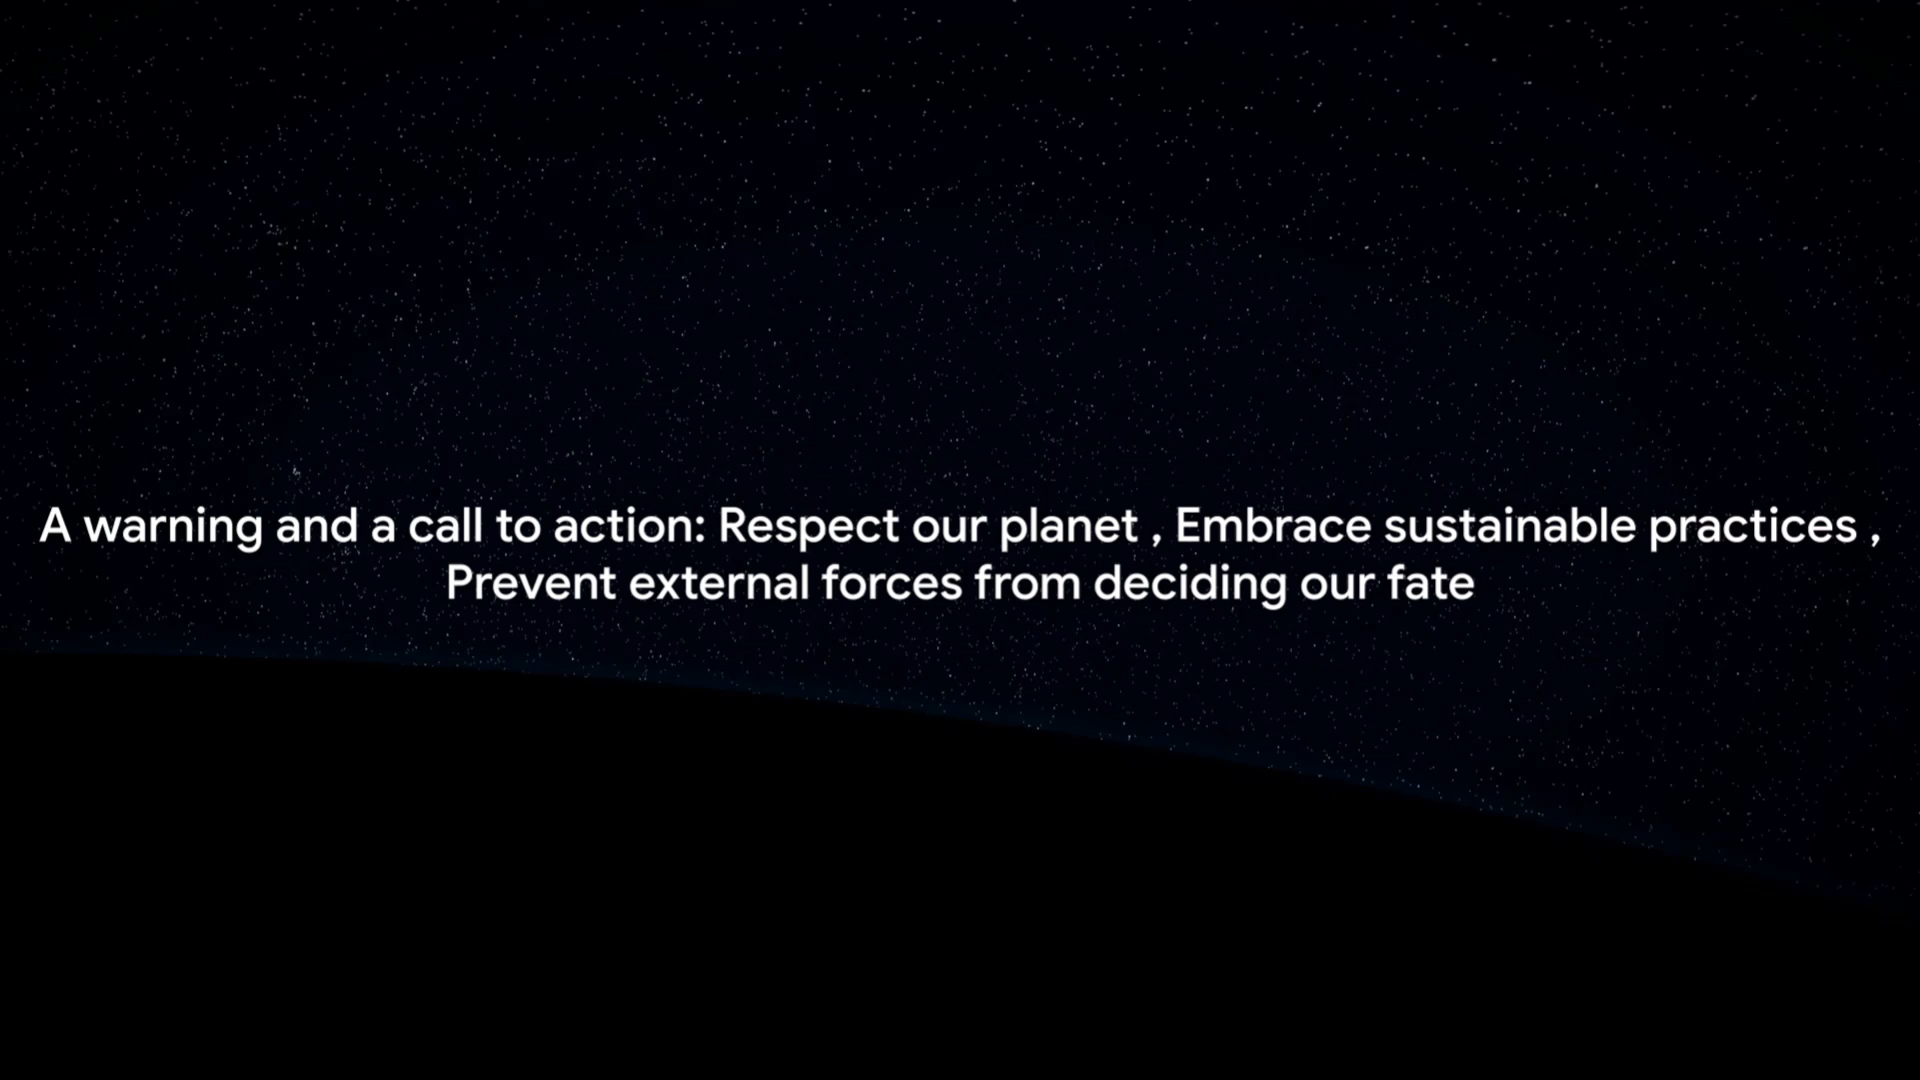 A warning and a call to action: Respect our planet , Embrace sustainable practices ,
Prevent external forces from deciding our fate